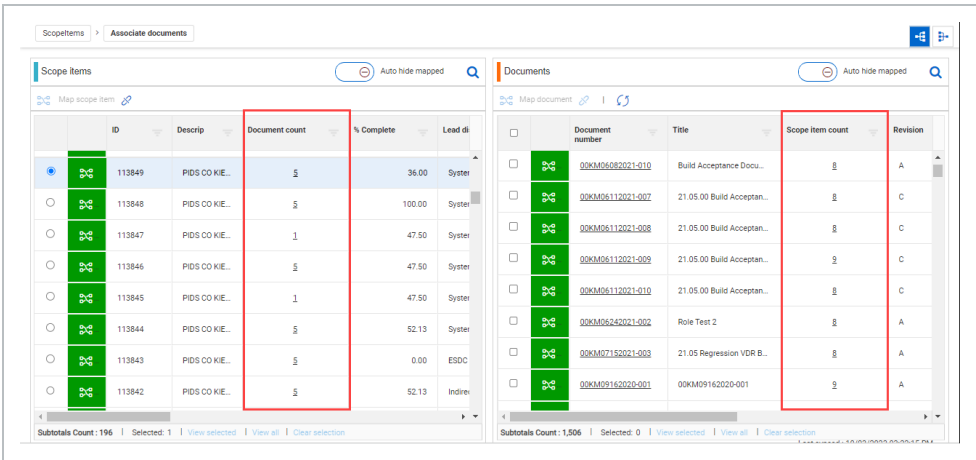 ScopeItems > Associate documents
Scope items
Auto hide mapped
Map scope item
ID Descrip Document count % Complete Lead di
113849 PIDS CO KIE... 5 36.00 System
113848 PIDS CO KIE... 5 100.00 System
113847 PIDS CO KIE... 1 47.50 System
113846 PIDS CO KIE... 5 47.50 System
113845 PIDS CO KIE... 1 47.50 System
113844 PIDS CO KIE... 5 52.13 System
113843 PIDS CO KIE... 5 0.00 ESDC
113842 PIDS CO KIE... 5 52.13 Indire
Subtotals Count : 196 | Selected: 1 | View selected | View all | Clear selection
Documents
Auto hide mapped
Map document |
Document number Title Scope item count Revision
00KM06082021-010 Build Acceptance Docu... 8 A
00KM06112021-007 21.05.00 Build Acceptan... 8 C
00KM06112021-008 21.05.00 Build Acceptan... 8 C
00KM06112021-009 21.05.00 Build Acceptan... 9 C
00KM06112021-010 21.05.00 Build Acceptan... 8 C
00KM06242021-002 Role Test 2 8 A
00KM07152021-003 21.05 Regression VDR B... 8 A
00KM09162020-001 00KM09162020-001 9 A
Subtotals Count : 1,506 | Selected: 0 | View selected | View all | Clear selection